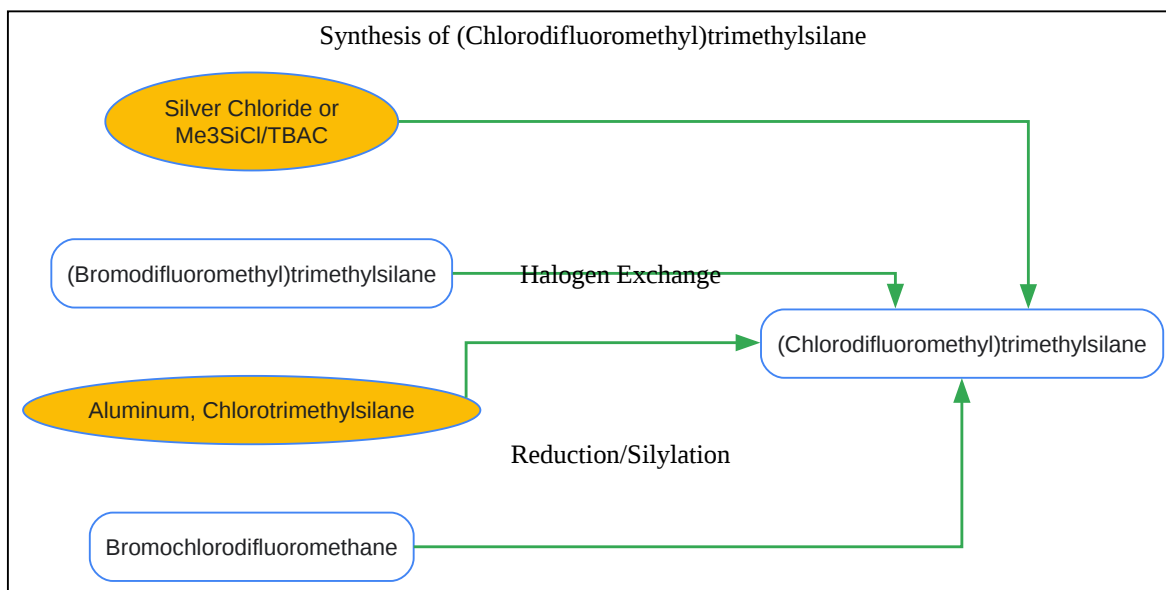 Synthesis of (Chlorodifluoromethyl)trimethylsilane
Silver Chloride or
Me3SiCl/TBAC
(Bromodifluoromethyl)trimethylsilane
Halogen Exchange
(Chlorodifluoromethyl)trimethylsilane
Aluminum, Chlorotrimethylsilane
Reduction/Silylation
Bromochlorodifluoromethane